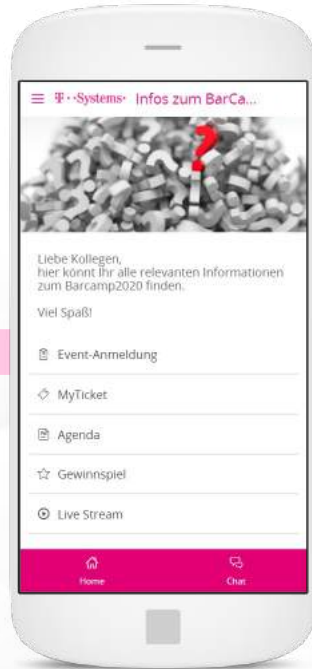 T··Systems· Infos zum BarCa...
Liebe Kollegen,
hier könnt Ihr alle relevanten Informationen
zum Barcamp2020 finden.
Viel Spaß!
Event-Anmeldung
MyTicket
Agenda
Gewinnspiel
Live Stream
Home Chat